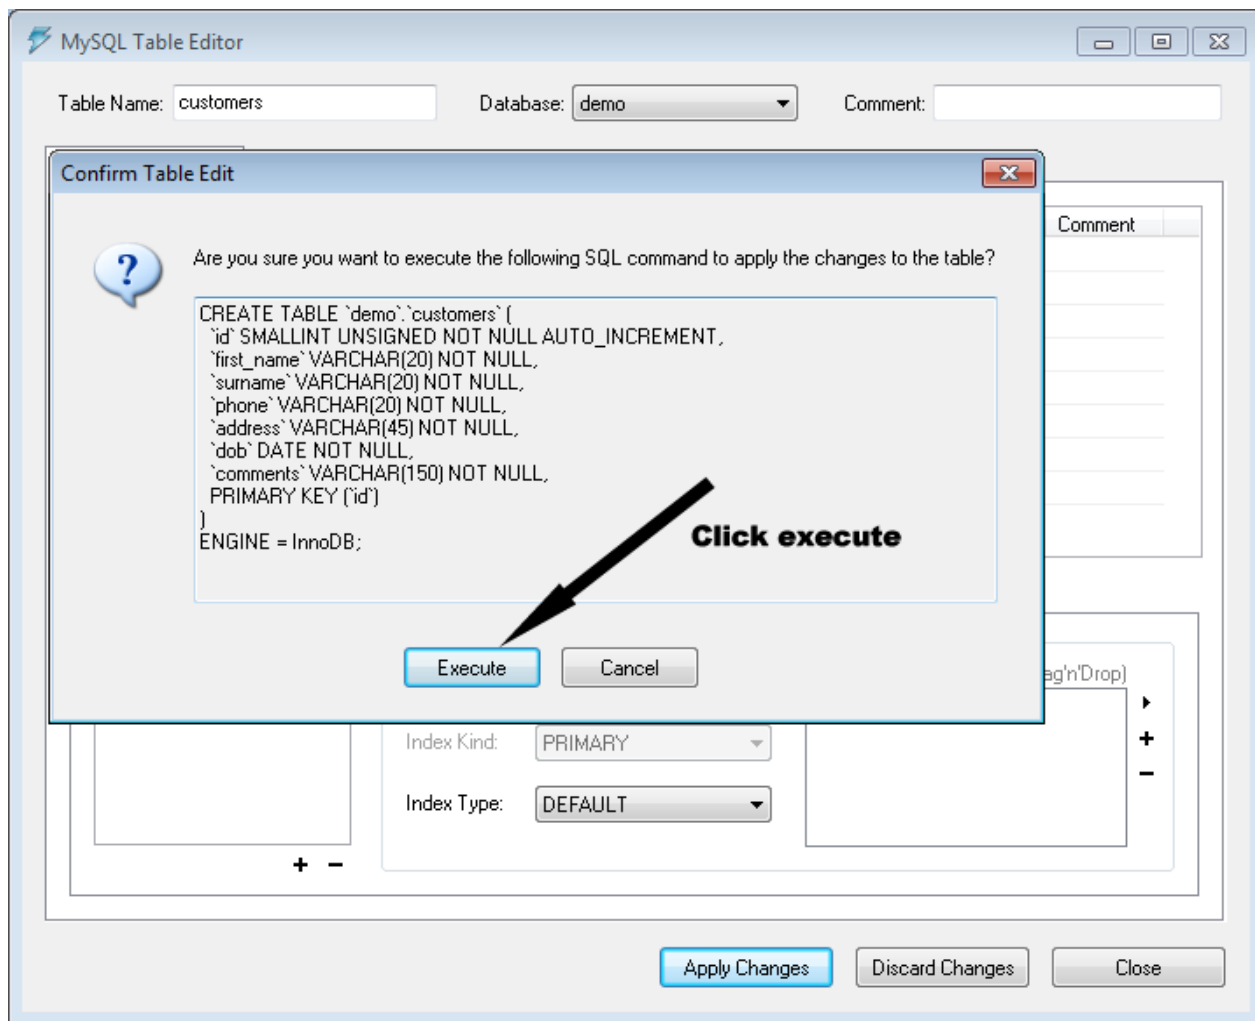 MySQL Table Editor
Table Name: customers Database: demo Comment:
Confirm Table Edit
Comment
?
Are you sure you want to execute the following SQL command to apply the changes to the table?
CREATE TABLE `demo`.`customers` (
`id` SMALLINT UNSIGNED NOT NULL AUTO_INCREMENT,
`first_name` VARCHAR(20) NOT NULL,
`surname` VARCHAR(20) NOT NULL,
`phone` VARCHAR(20) NOT NULL,
`address` VARCHAR(45) NOT NULL,
`dob` DATE NOT NULL,
`comments` VARCHAR(150) NOT NULL,
PRIMARY KEY (`id`)
)
ENGINE = InnoDB;
Click execute
Execute Cancel
ag'n'Drop)
Index Kind: PRIMARY
Index Type: DEFAULT
Apply Changes Discard Changes Close